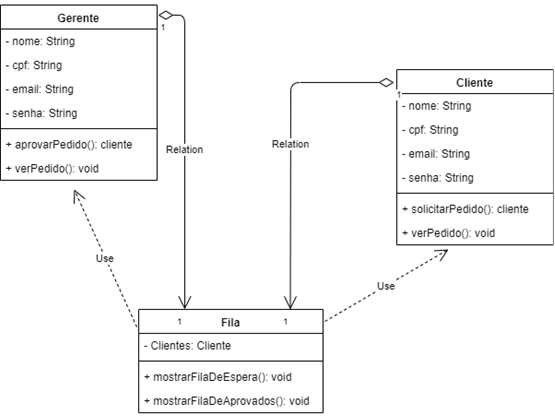 Gerente
- nome: String
- cpf: String
- email: String
- senha: String
+ aprovarPedido(): cliente
+ verPedido(): void
1
Relation
Use
Cliente
1
- nome: String
- cpf: String
- email: String
- senha: String
+ solicitarPedido(): cliente
+ verPedido(): void
Relation
Use
1
Fila
1
- Clientes: Cliente
+ mostrarFilaDeEspera(): void
+ mostrarFilaDeAprovados(): void